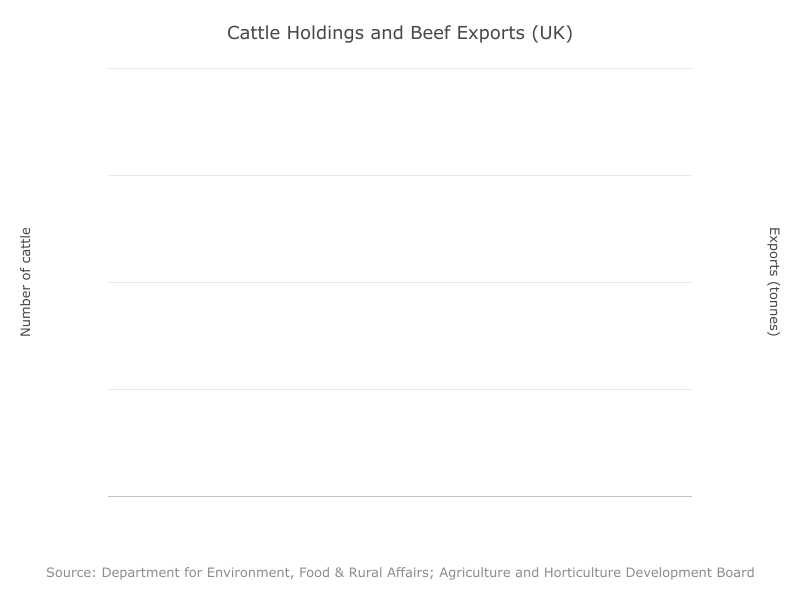 Cattle Holdings and Beef Exports (UK)
Number of cattle
Exports (tonnes)
Source: Department for Environment, Food & Rural Affairs; Agriculture and Horticulture Development Board